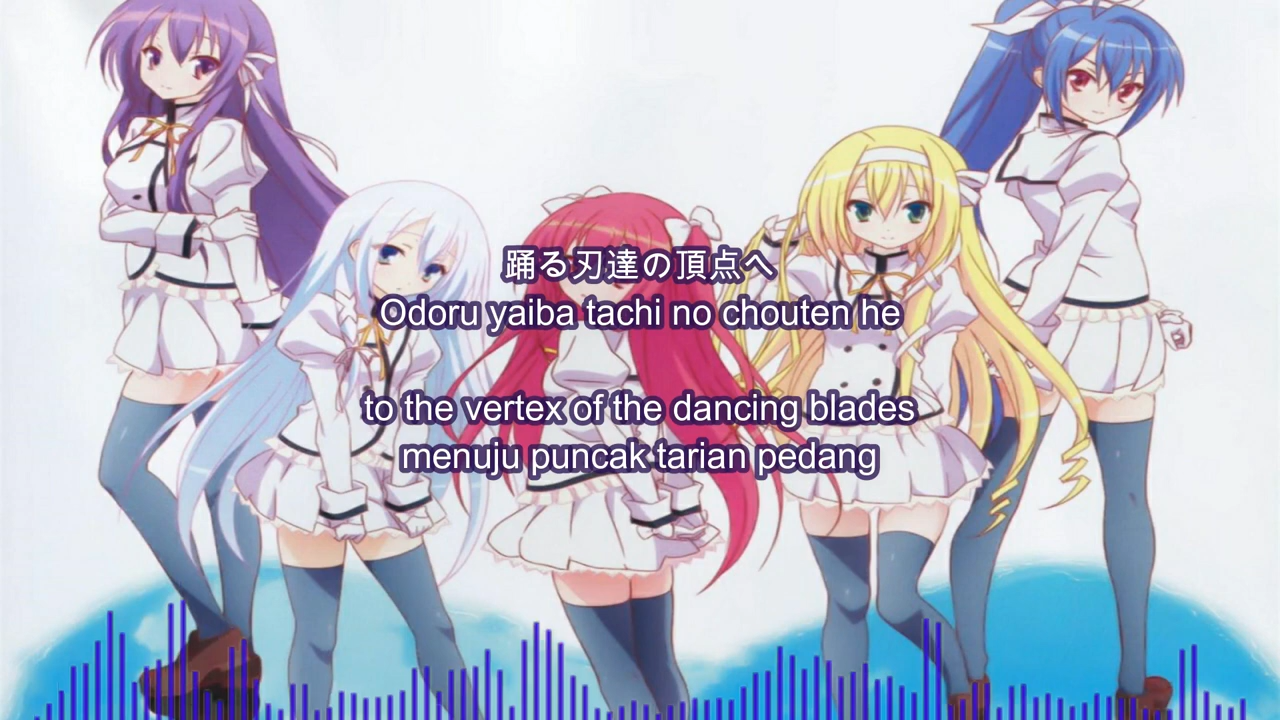 踊る刃達の頂点へ
Odoru yaiba tachi no chouten he
to the vertex of the dancing blades
menuju puncak tarian pedang